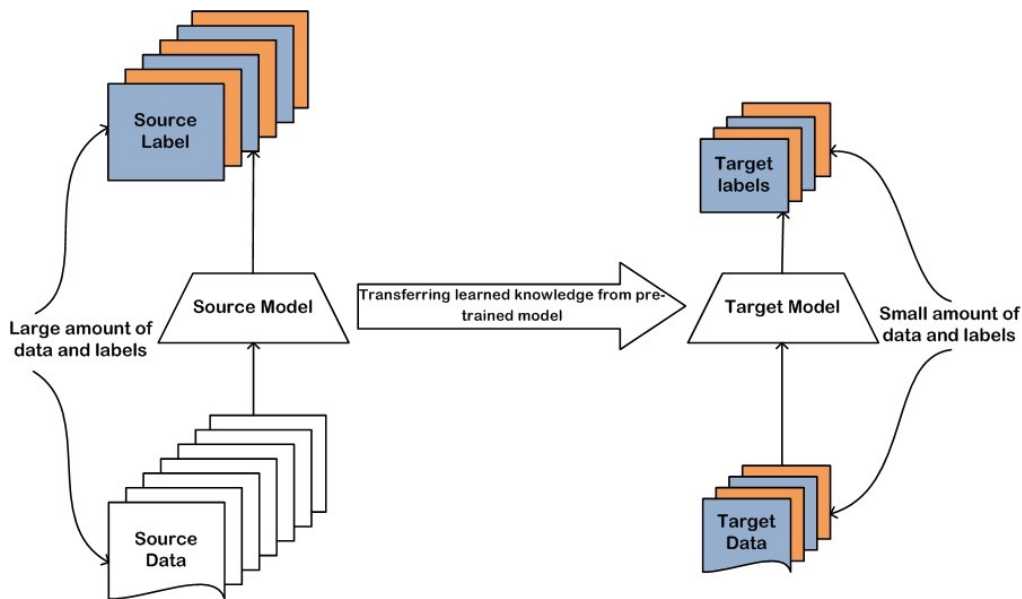 Source
Label
Target
labels
Source Model
Transferring learned knowledge from pre-
trained model
Target Model
Large amount of
data and labels
Small amount of
data and labels
Source
Data
Target
Data